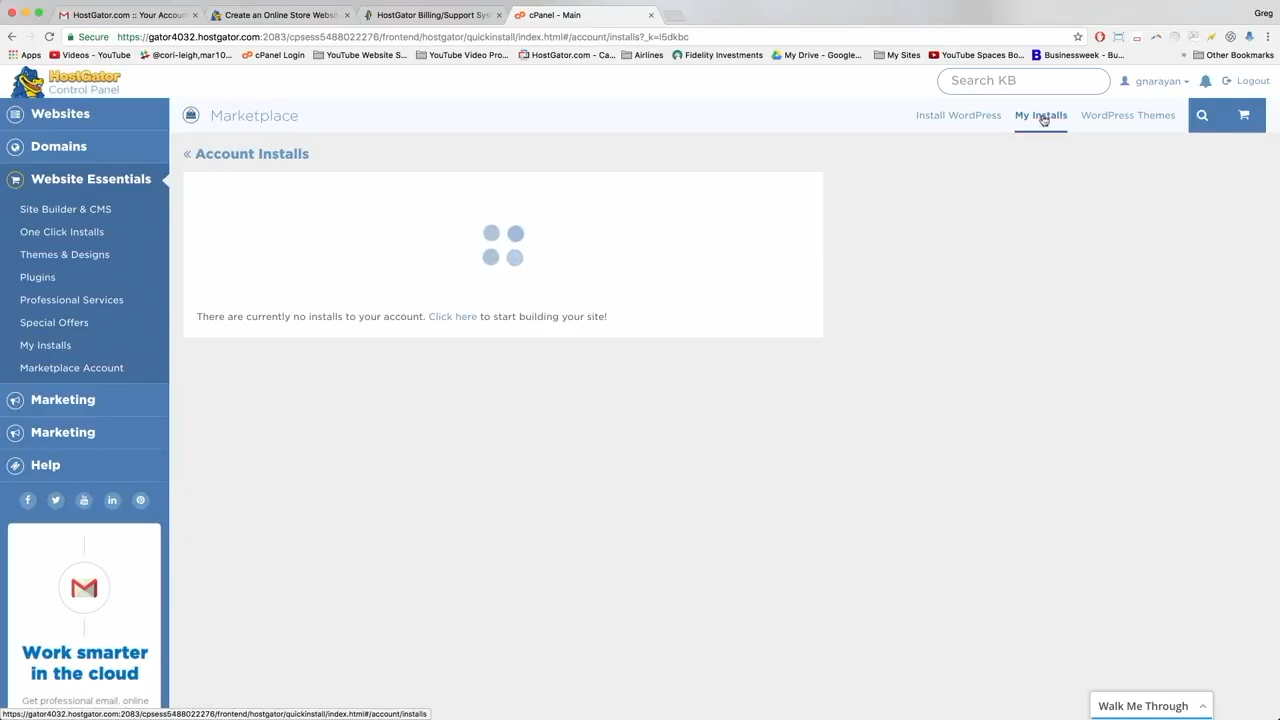 HostGator.com :: Your Accoun
Create an Online Store Websi
HostGator Billing/Support Sys
cPanel - Main
Greg
Secure
https://gator4032.hostgator.com:2083/cpsess5488022276/frontend/hostgator/quickinstall/index.html#/account/installs?_k=l5dkbc
Apps
Videos - YouTube
@cori-leigh,mar10...
cPanel Login
YouTube Website S...
YouTube Video Pro...
HostGator.com - Ca...
Airlines
Fidelity Investments
My Drive - Google...
My Sites
YouTube Spaces Bo...
Businessweek - Bu...
»
Other Bookmarks
HostGator
Control Panel
Search KB
gnarayan
Logout
Websites
Domains
Website Essentials
Site Builder & CMS
One Click Installs
Themes & Designs
Plugins
Professional Services
Special Offers
My Installs
Marketplace Account
Marketing
Marketing
Help
Marketplace
Install WordPress
My Installs
WordPress Themes
« Account Installs
There are currently no installs to your account. Click here to start building your site!
Work smarter
in the cloud
Get professional email, online
https://gator4032.hostgator.com:2083/cpsess5488022276/frontend/hostgator/quickinstall/index.html#/account/installs
Walk Me Through